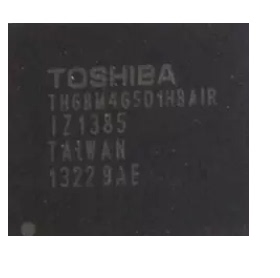 TOSHIBA
THGBM4G5D1HBAIR
IZ1385
TAIWAN
13229AE